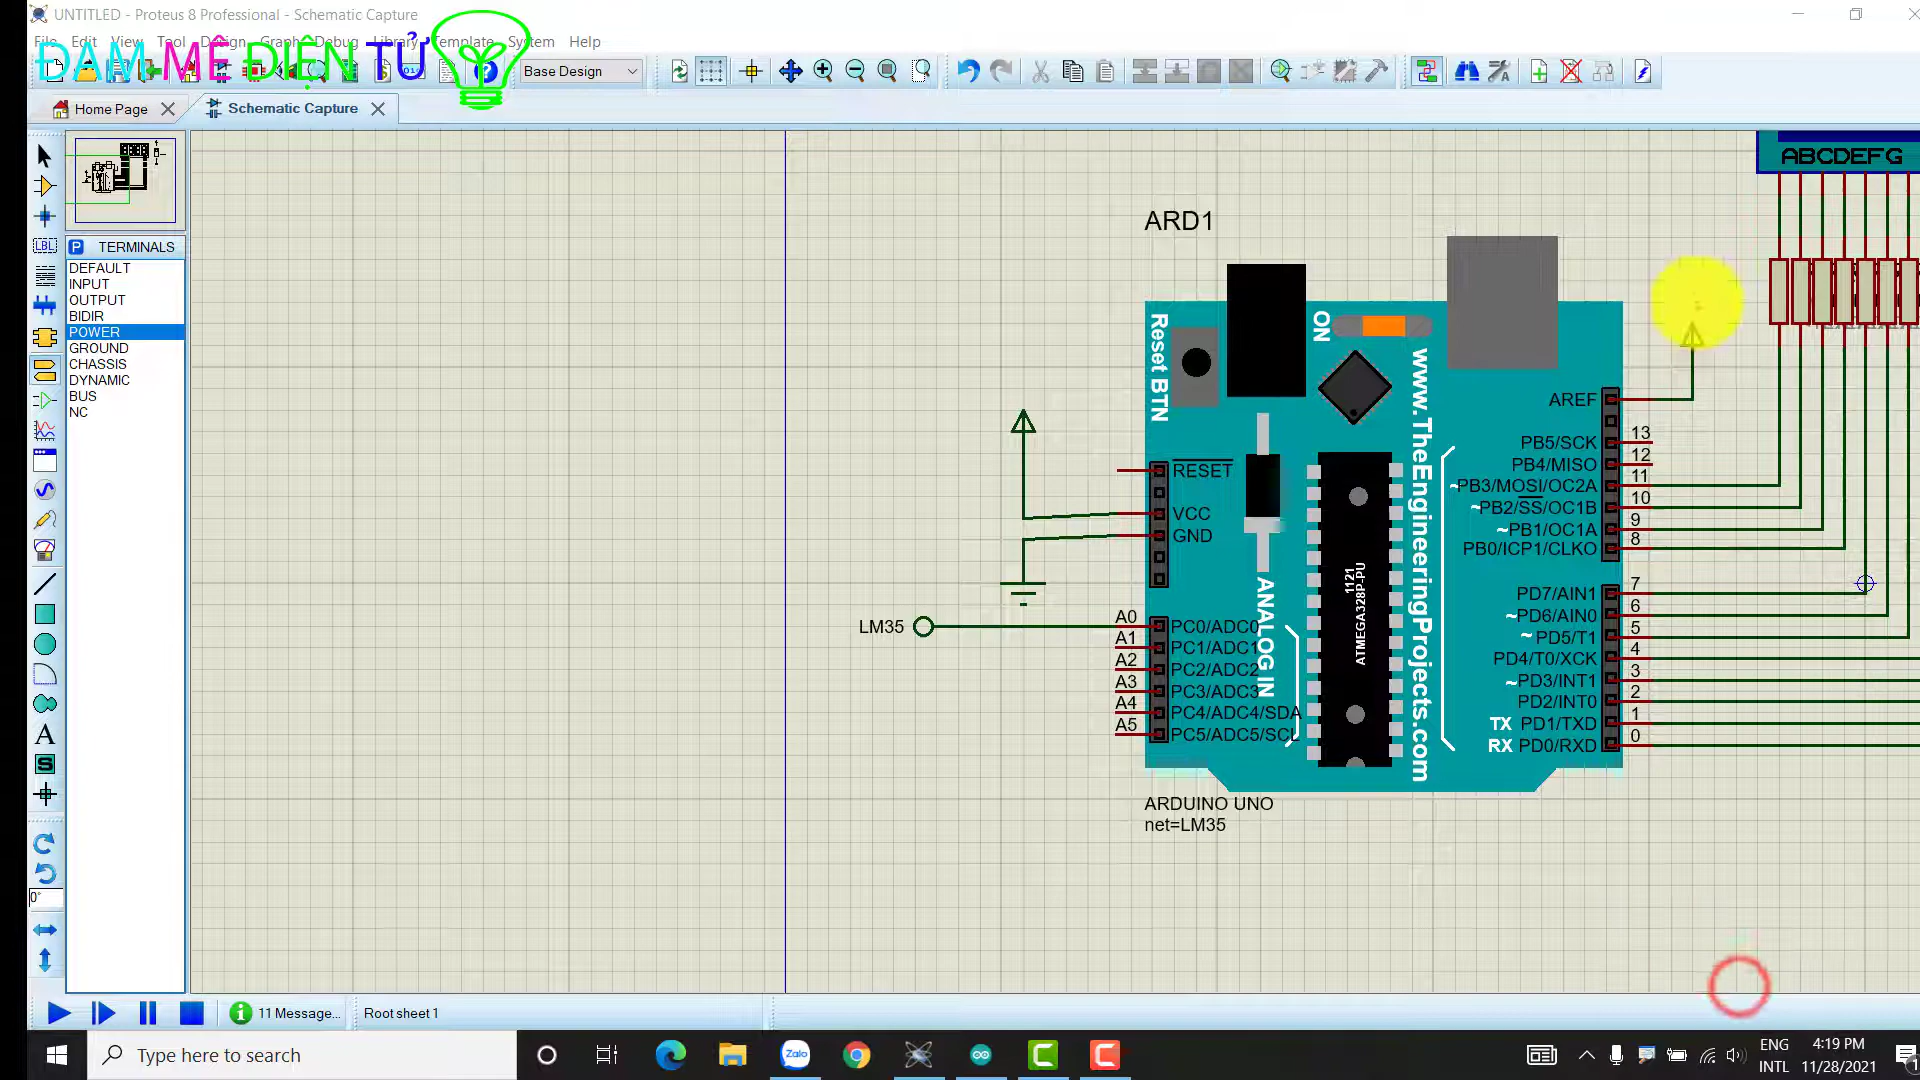 UNTITLED - Proteus 8 Professional - Schematic Capture
File Edit View Tool Design Graph Debug Library Template System Help
ĐAM MÊ ĐIỆN TỬ
Base Design
Home Page
Schematic Capture
P TERMINALS
DEFAULT
INPUT
OUTPUT
BIDIR
POWER
GROUND
CHASSIS
DYNAMIC
BUS
NC
LBL
A
S
0°
ABCDEFG
ARD1
Reset BTN
ON
www.TheEngineeringProjects.com
ANALOG IN
1121
ATMEGA328P-PU
RESET
VCC
GND
LM35
A0 PC0/ADC0
A1 PC1/ADC1
A2 PC2/ADC2
A3 PC3/ADC3
A4 PC4/ADC4/SDA
A5 PC5/ADC5/SCL
AREF
PB5/SCK 13
PB4/MISO 12
~PB3/MOSI/OC2A 11
~PB2/SS/OC1B 10
~PB1/OC1A 9
PB0/ICP1/CLKO 8
PD7/AIN1 7
~PD6/AIN0 6
~PD5/T1 5
PD4/T0/XCK 4
~PD3/INT1 3
PD2/INT0 2
TX PD1/TXD 1
RX PD0/RXD 0
ARDUINO UNO
net=LM35
11 Message...
Root sheet 1
Type here to search
Zalo
ENG
INTL
4:19 PM
11/28/2021